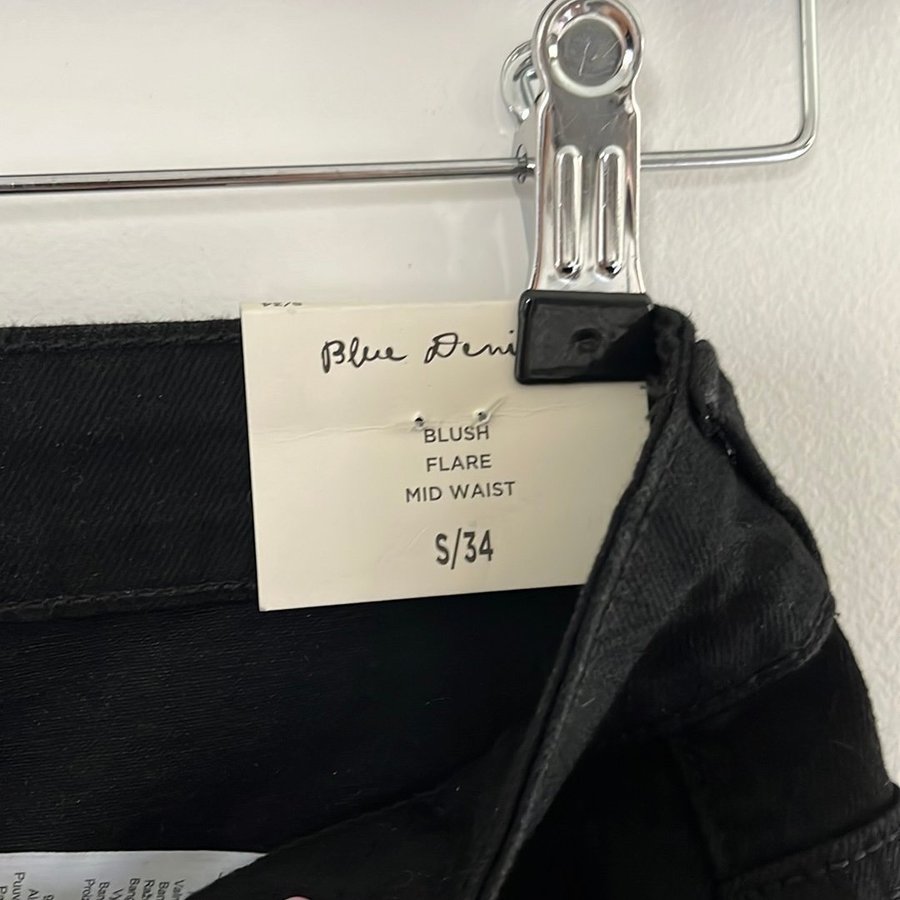 Blue Deni
BLUSH
FLARE
MID WAIST
S/34